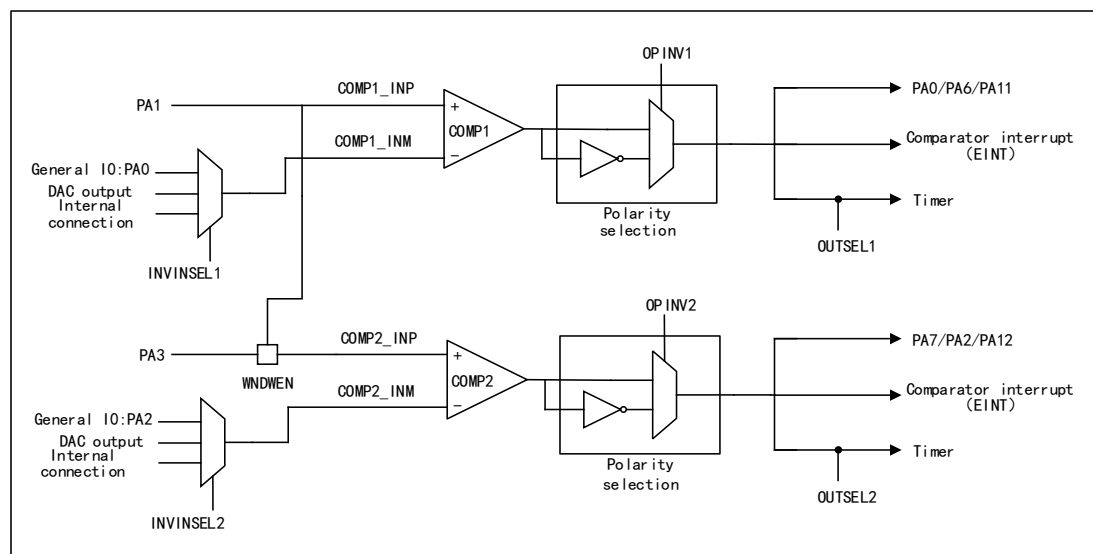 OPINV1
COMP1_INP
PA1
+
COMP1
−
PA0/PA6/PA11
COMP1_INM
Comparator interrupt
(EINT)
General IO:PA0
DAC output
Internal
connection
Timer
Polarity
selection
OUTSEL1
INVINSEL1
OPINV2
COMP2_INP
PA3
+
COMP2
−
PA7/PA2/PA12
WNDWEN
COMP2_INM
Comparator interrupt
(EINT)
General IO:PA2
DAC output
Internal
connection
Timer
Polarity
selection
OUTSEL2
INVINSEL2